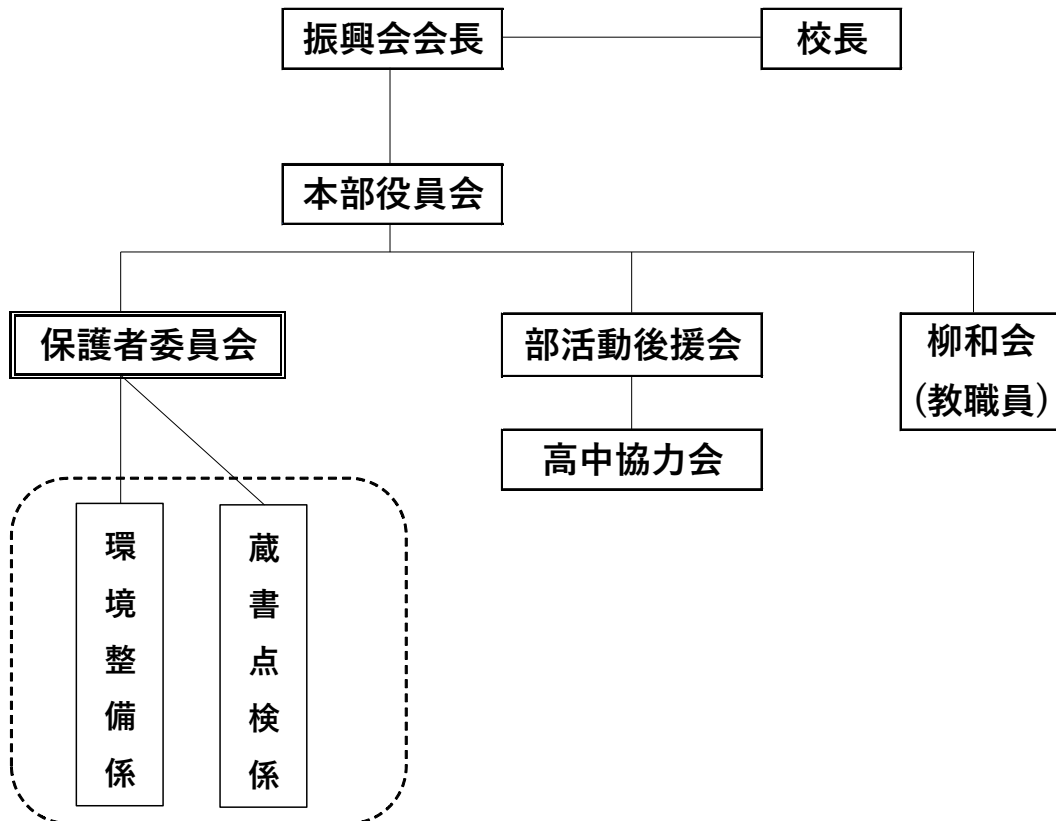 振興会会長
校長
本部役員会
保護者委員会
部活動後援会
柳和会
(教職員)
高中協力会
環境整備係
蔵書点検係